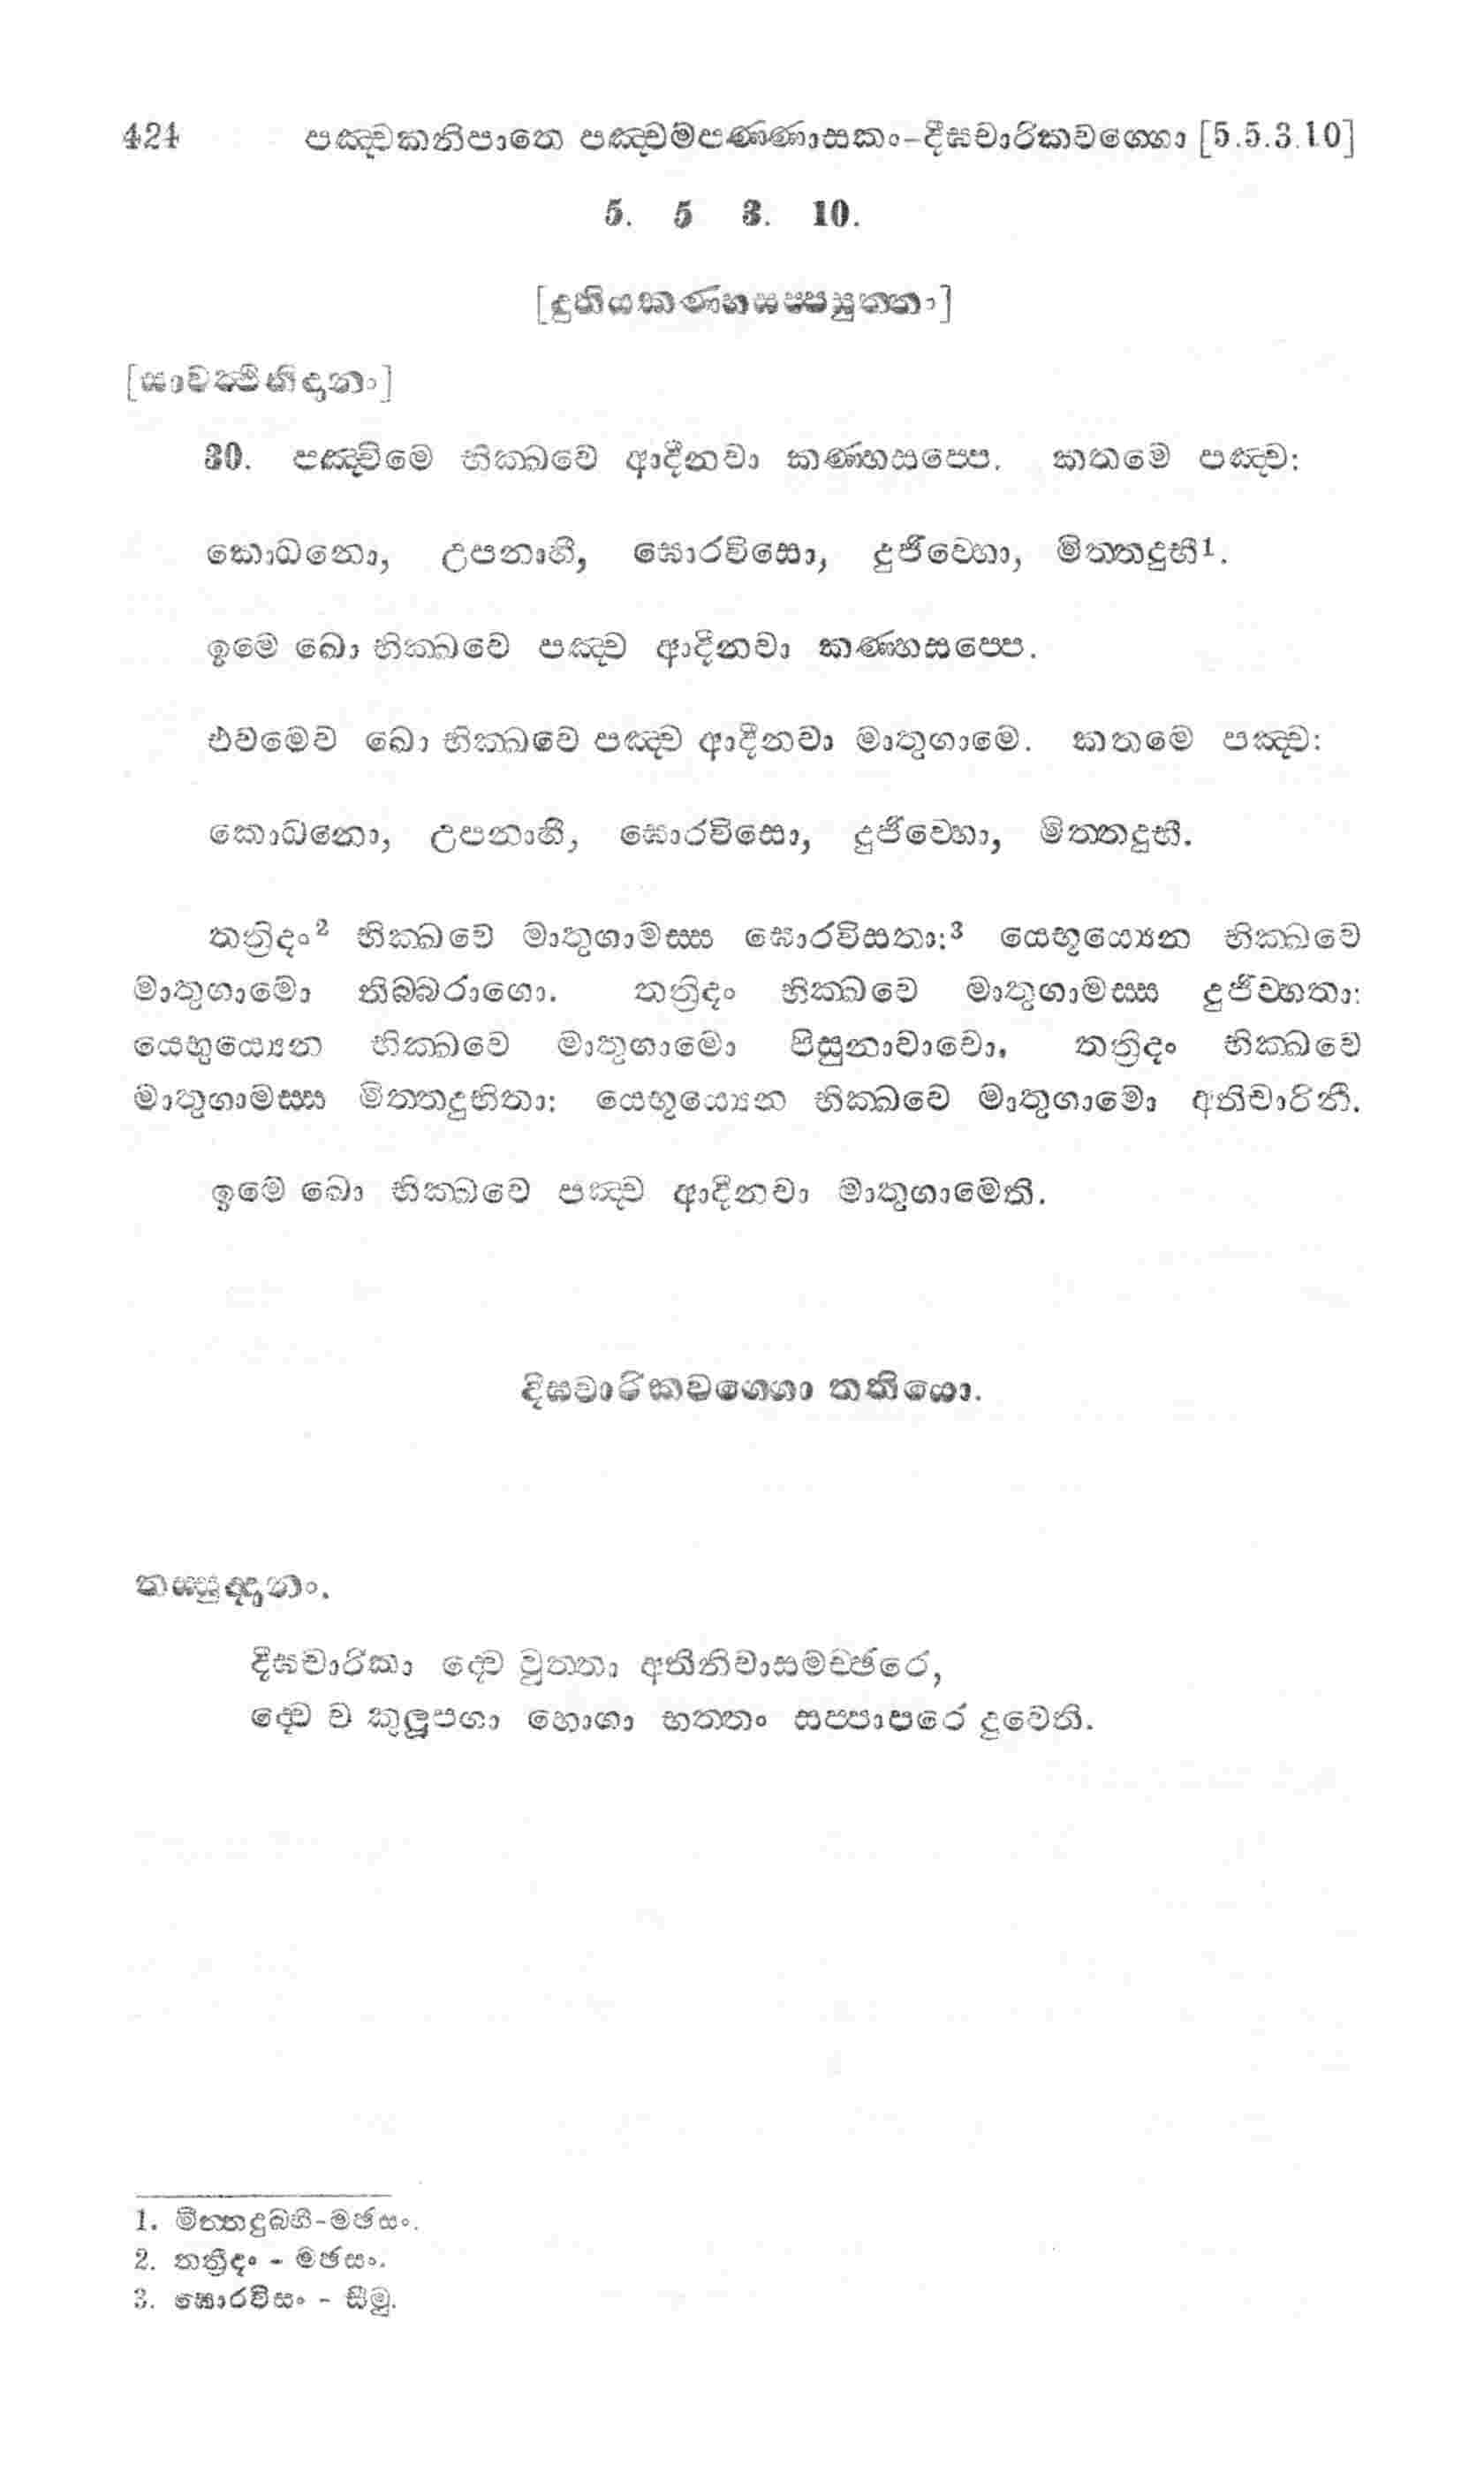 424 පඤ්චකනිපාතෙ පඤ්චමපණ්ණාසකං-දීඝචාරිකවග්ගො [5.5.3.10]
5. 5 3. 10.
[දුතියකණ්හසප්පසුත්තං]
[සාවත්ථිනිදානං]
30. පඤ්චිමෙ භික්ඛවෙ ආදීනවා කණ්හසප්පෙ. කතමෙ පඤ්ච:
කොධනො, උපනාහී, ඝොරවිසො, දුජිව්හො, මිත්තදුභී1.
ඉමෙ ඛො භික්ඛවෙ පඤ්ච ආදීනවා කණ්හසප්පෙ.
එවමෙව ඛො භික්ඛවෙ පඤ්ච ආදීනවා මාතුගාමෙ. කතමෙ පඤ්ච:
කොධනො, උපනාහී, ඝොරවිසො, දුජිව්හො, මිත්තදුභී.
තත්‍රිදං2 භික්ඛවෙ මාතුගාමස්ස ඝොරවිසතා:3 යෙභූය්‍යෙන භික්ඛවෙ
මාතුගාමො තිබ්බරාගො. තත්‍රිදං භික්ඛවෙ මාතුගාමස්ස දුජිව්හතා:
යෙභුය්‍යෙන භික්ඛවෙ මාතුගාමො පිසුනාවාචො. තත්‍රිදං භික්ඛවෙ
මාතුගාමස්ස මිත්තදුභිතා: යෙභූය්‍යෙන භික්ඛවෙ මාතුගාමො අතිචාරිනී.
ඉමෙ ඛො භික්ඛවෙ පඤ්ච ආදීනවා මාතුගාමෙති.
දීඝචාරිකවග්ගො තතියො.
තස්සුද්දානං.
දීඝචාරිකා ද්වෙ වුත්තා අතිනිවාසමච්ඡරෙ,
ද්වෙ ච කුලූපගා භොගා භත්තං සප්පාපරෙ දුවෙති.
1. මිත්තදුබ්භී-මඡසං.
2. තත්‍රීදං - මඡසං.
3. ඝොරවිසං - සීමු.